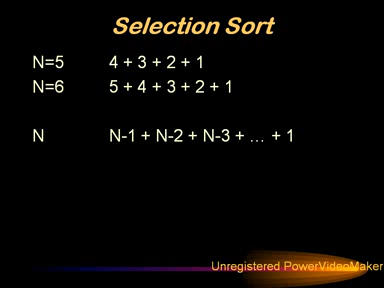 Selection Sort
N=5 4 + 3 + 2 + 1
N=6 5 + 4 + 3 + 2 + 1
N N-1 + N-2 + N-3 + … + 1
Unregistered PowerVideoMaker